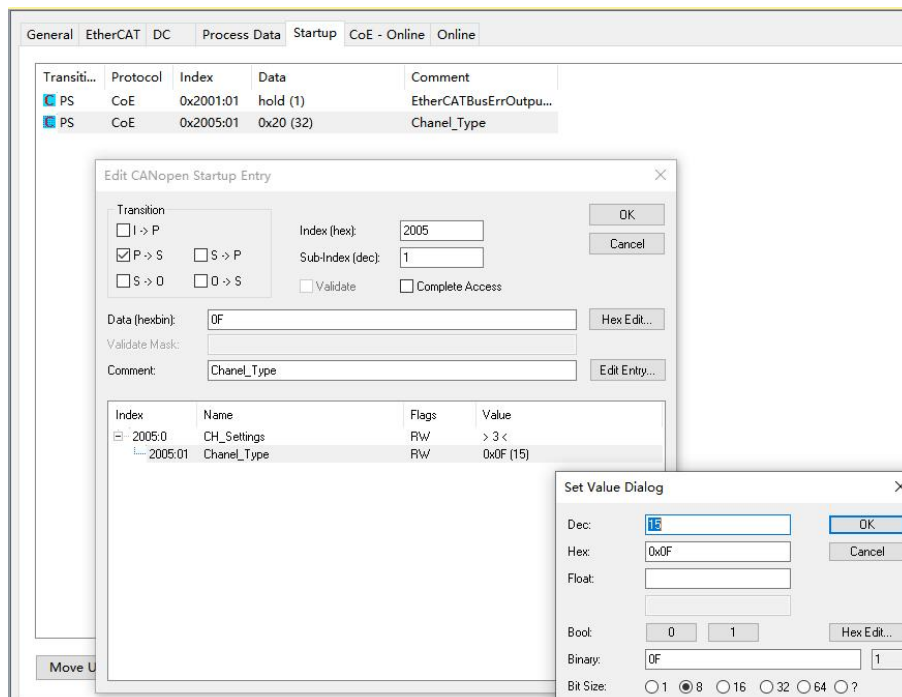 General EtherCAT DC Process Data Startup CoE - Online Online
Transiti... Protocol Index Data Comment
C PS CoE 0x2001:01 hold (1) EtherCATBusErrOutpu...
C PS CoE 0x2005:01 0x20 (32) Chanel_Type
Edit CANopen Startup Entry
Transition
I -> P
P -> S S -> P
S -> O O -> S
Index (hex): 2005
Sub-Index (dec): 1
Validate Complete Access
OK
Cancel
Data (hexbin): 0F Hex Edit...
Validate Mask:
Comment: Chanel_Type Edit Entry...
Index Name Flags Value
2005:0 CH_Settings RW > 3 <
2005:01 Chanel_Type RW 0x0F (15)
Set Value Dialog
Dec: 15 OK
Hex: 0x0F Cancel
Float:
Bool: 0 1 Hex Edit...
Binary: 0F 1
Bit Size: 1 8 16 32 64 ?
Move U